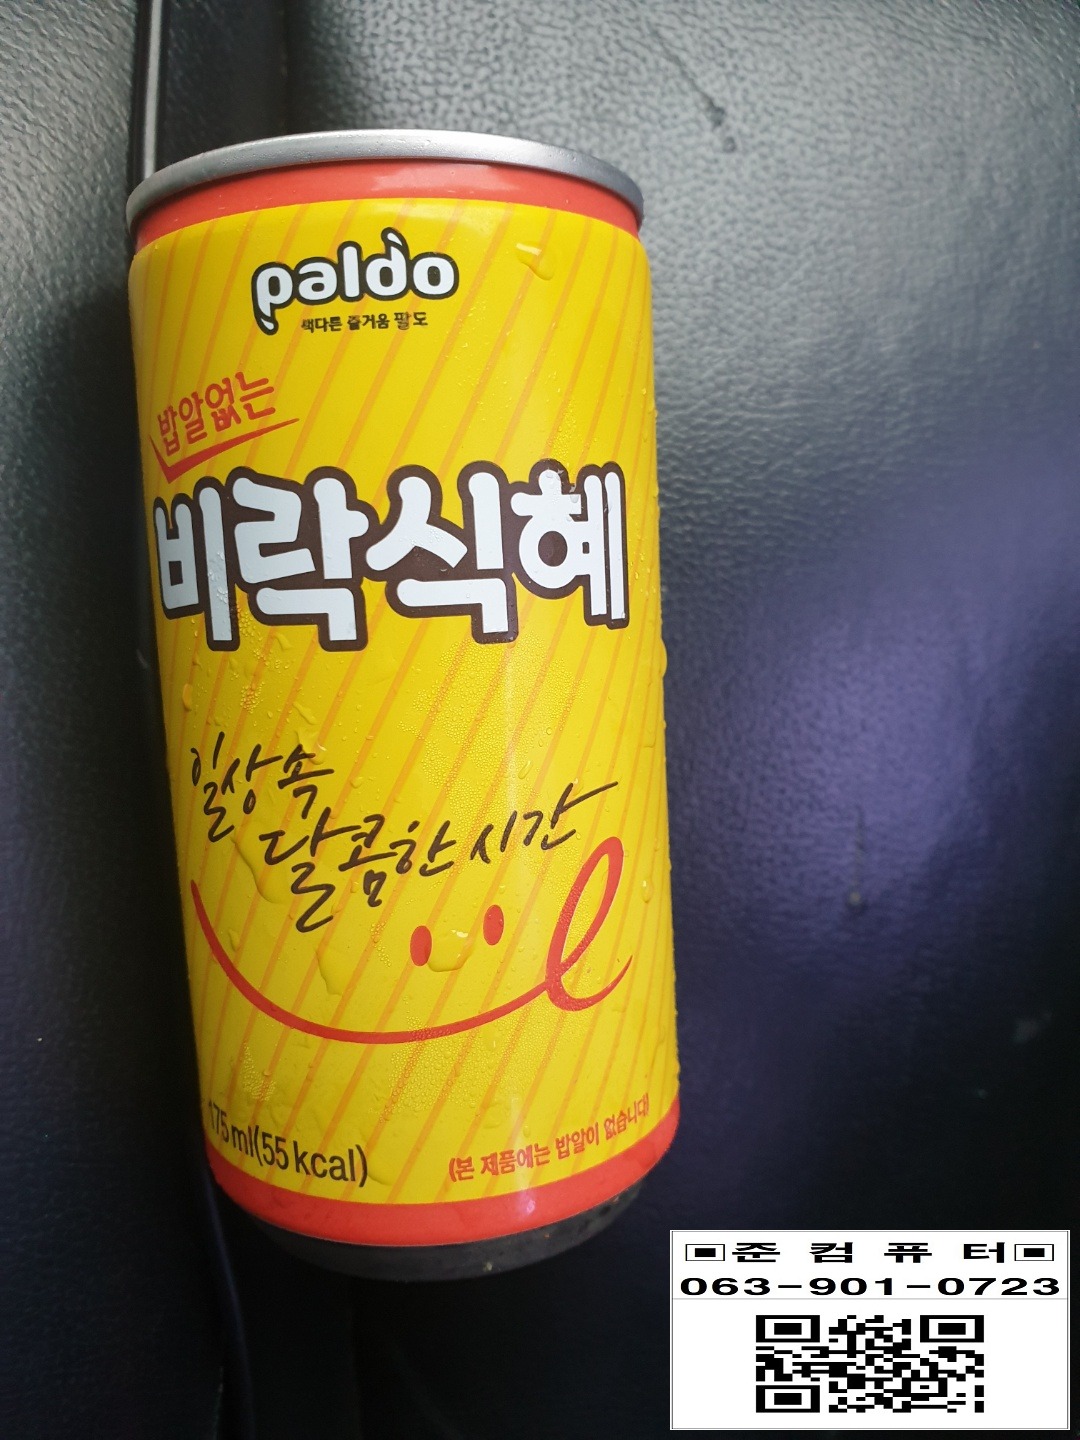 paldo
색다른 즐거움 팔도
밥알없는
비락식혜
일상속
달콤한 시간
175ml(55kcal)
(본 제품에는 밥알이 없습니다)
▣준 컴 퓨 터▣
063-901-0723